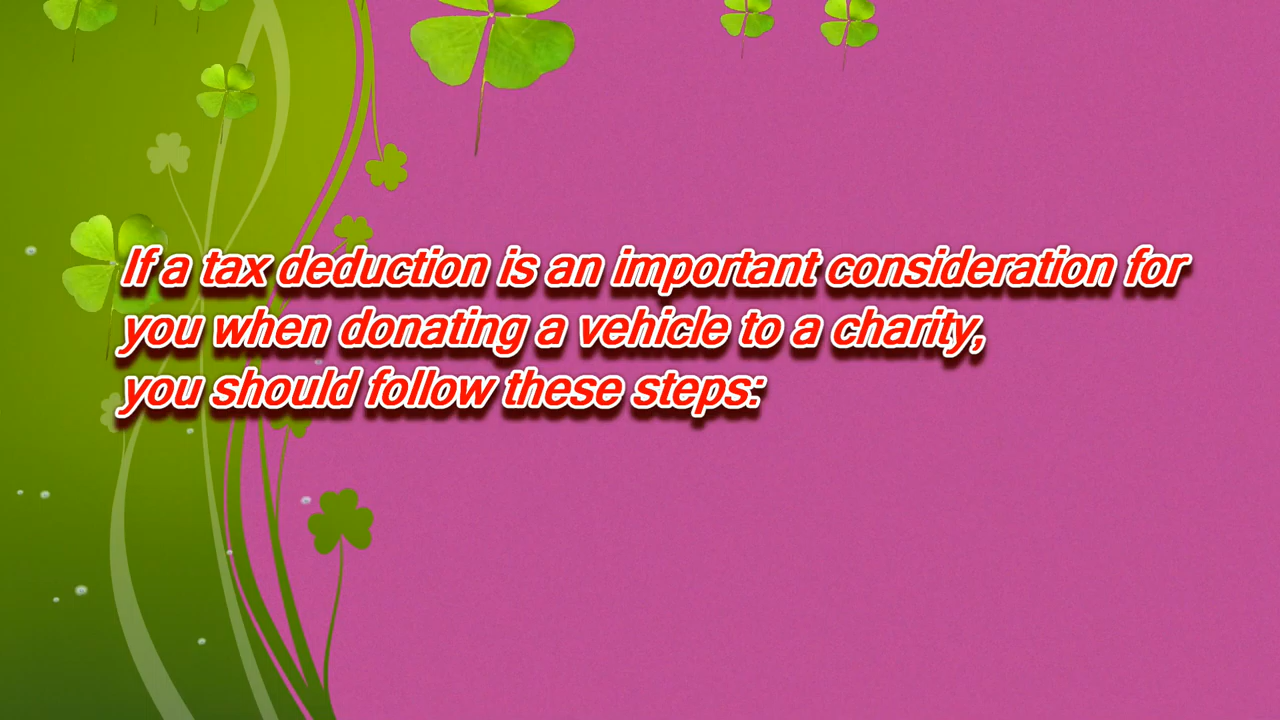 If a tax deduction is an important consideration for
you when donating a vehicle to a charity,
you should follow these steps: